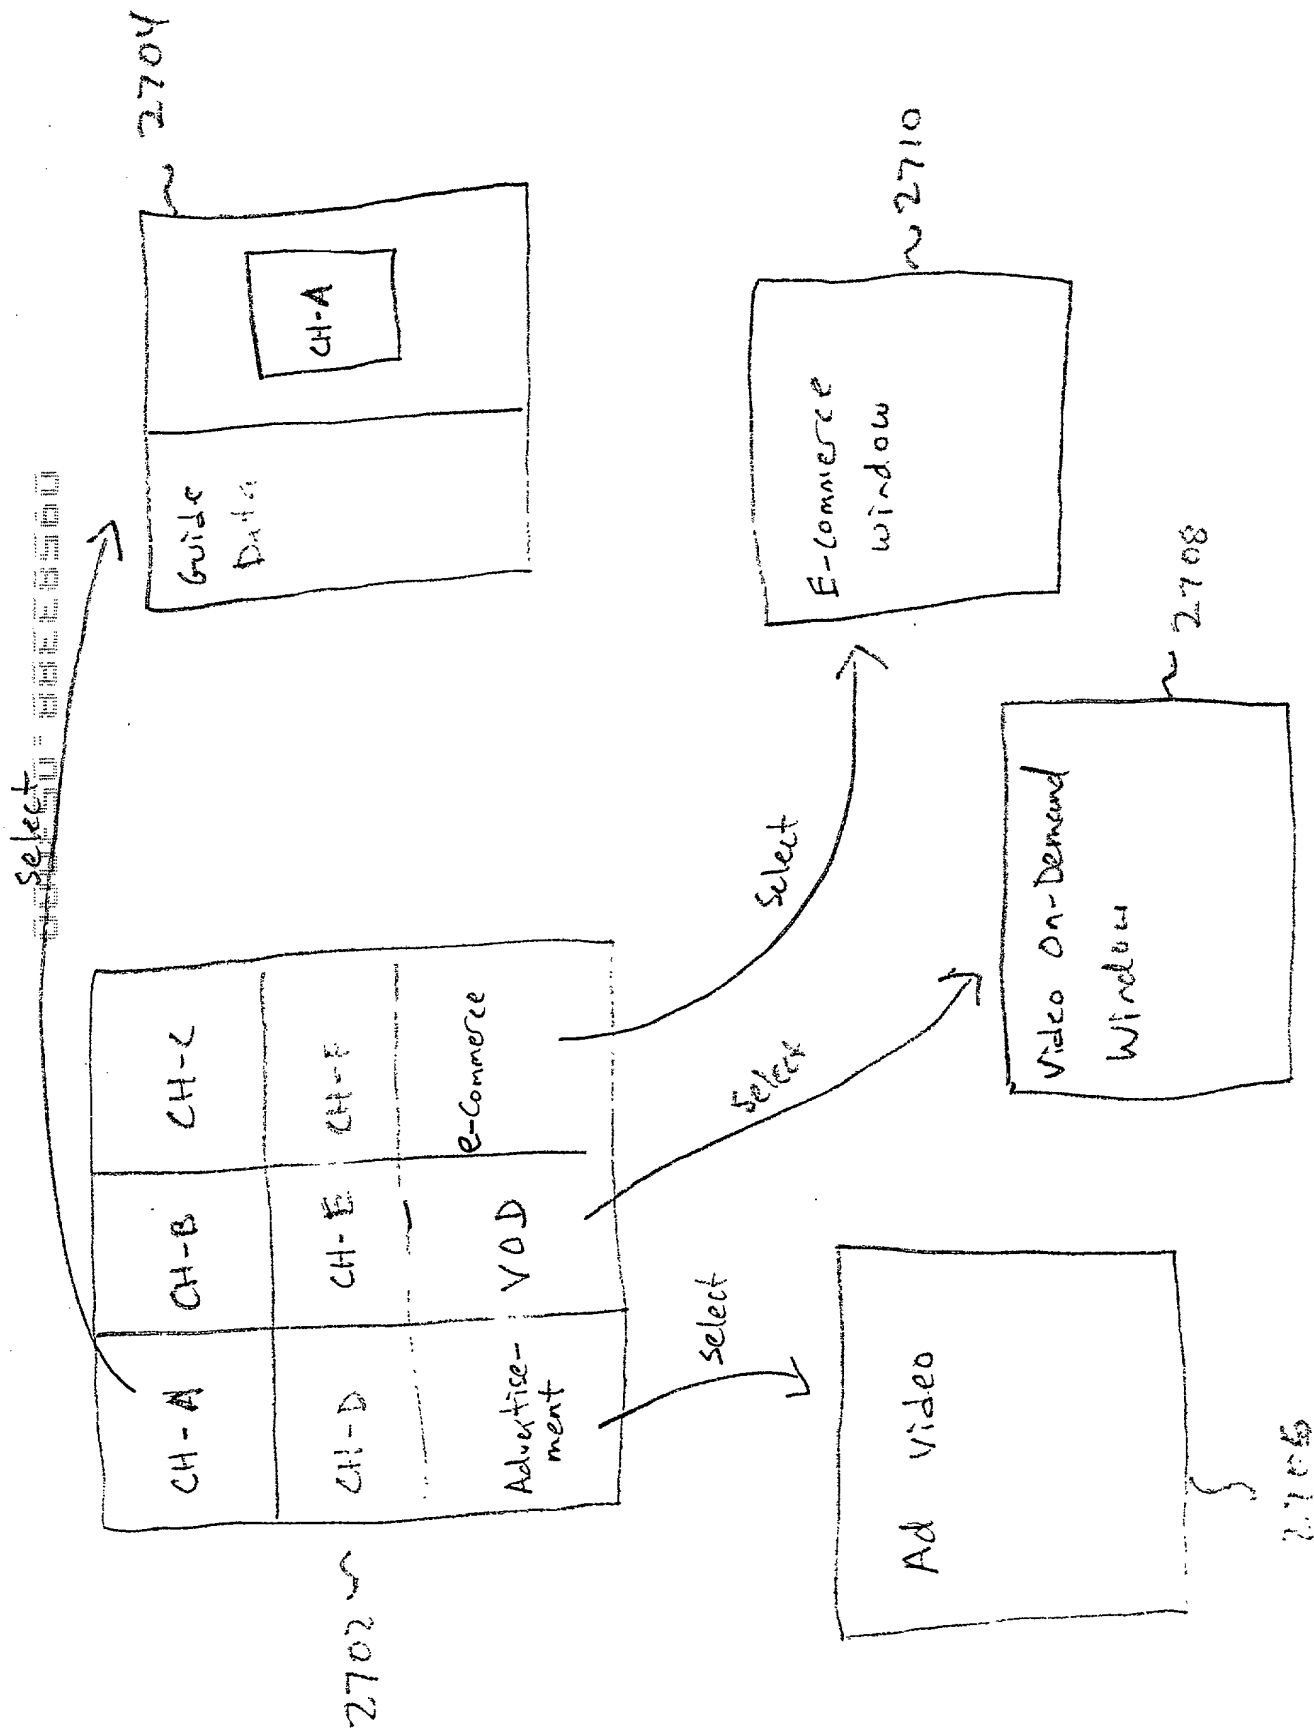 select
2704
CH-A
CH-B
CH-C
CH-D
CH-E
CH-F
Advertise-
ment
VOD
e-Commerce
2702
Guide
Data
CH-A
select
Select
Select
Ad Video
Video On-Demand
Window
2708
E-Commerce
Window
2710